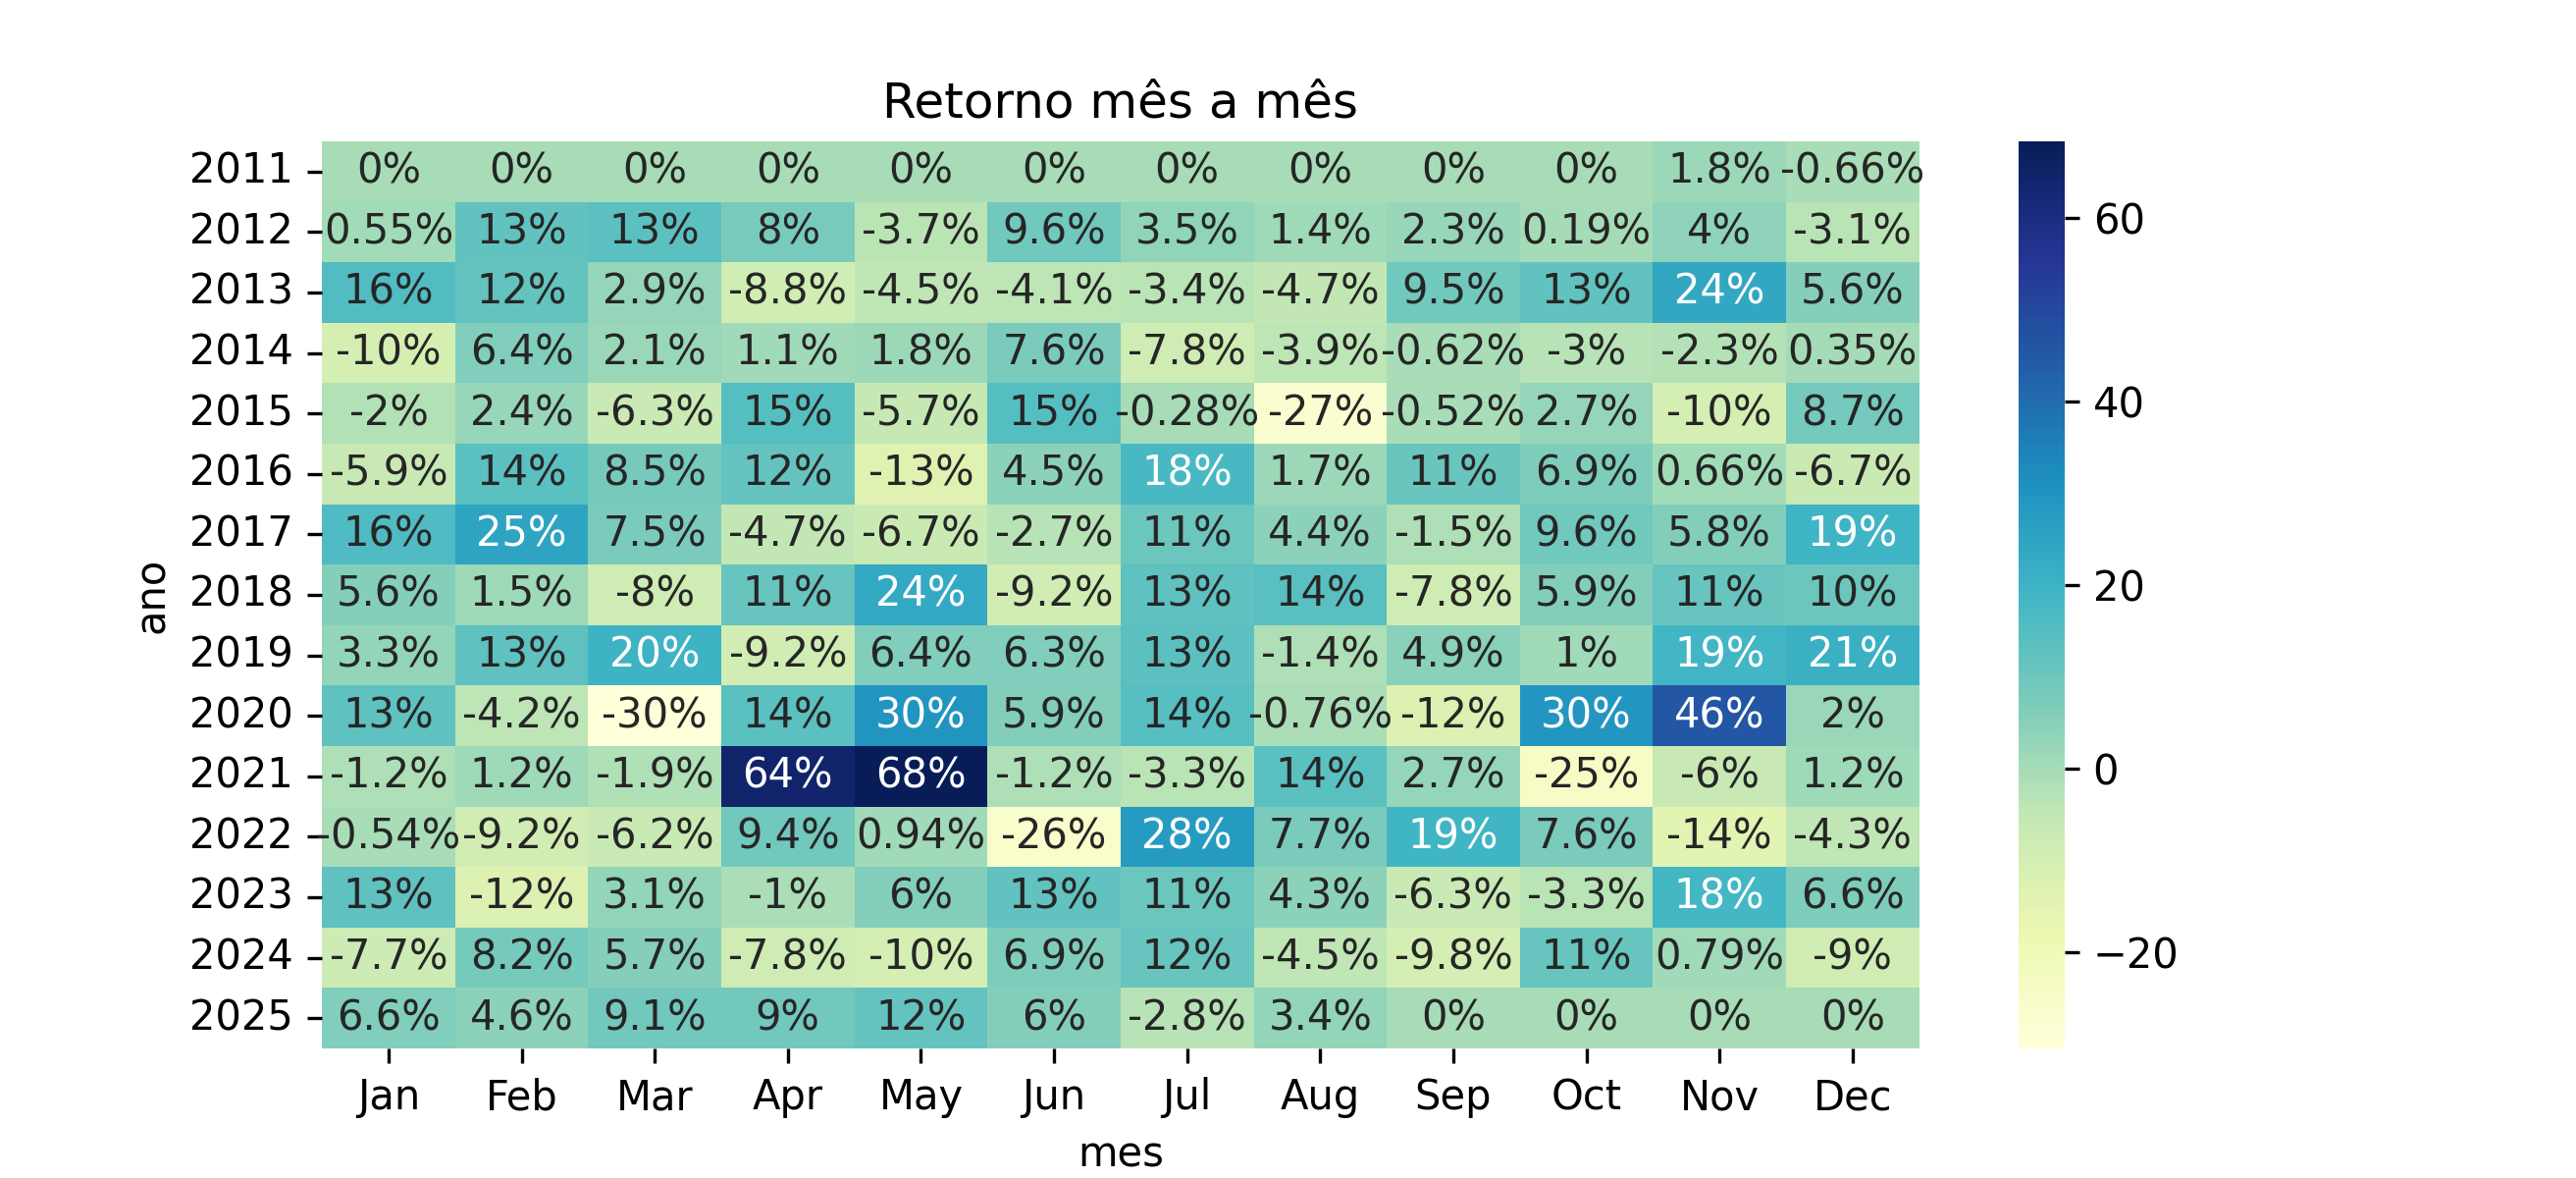 Retorno mês a mês
2011 0% 0% 0% 0% 0% 0% 0% 0% 0% 0% 1.8% -0.66%
2012 0.55% 13% 13% 8% -3.7% 9.6% 3.5% 1.4% 2.3% 0.19% 4% -3.1%
2013 16% 12% 2.9% -8.8% -4.5% -4.1% -3.4% -4.7% 9.5% 13% 24% 5.6%
2014 -10% 6.4% 2.1% 1.1% 1.8% 7.6% -7.8% -3.9% -0.62% -3% -2.3% 0.35%
2015 -2% 2.4% -6.3% 15% -5.7% 15% -0.28% -27% -0.52% 2.7% -10% 8.7%
2016 -5.9% 14% 8.5% 12% -13% 4.5% 18% 1.7% 11% 6.9% 0.66% -6.7%
2017 16% 25% 7.5% -4.7% -6.7% -2.7% 11% 4.4% -1.5% 9.6% 5.8% 19%
2018 5.6% 1.5% -8% 11% 24% -9.2% 13% 14% -7.8% 5.9% 11% 10%
2019 3.3% 13% 20% -9.2% 6.4% 6.3% 13% -1.4% 4.9% 1% 19% 21%
2020 13% -4.2% -30% 14% 30% 5.9% 14% -0.76% -12% 30% 46% 2%
2021 -1.2% 1.2% -1.9% 64% 68% -1.2% -3.3% 14% 2.7% -25% -6% 1.2%
2022 -0.54% -9.2% -6.2% 9.4% 0.94% -26% 28% 7.7% 19% 7.6% -14% -4.3%
2023 13% -12% 3.1% -1% 6% 13% 11% 4.3% -6.3% -3.3% 18% 6.6%
2024 -7.7% 8.2% 5.7% -7.8% -10% 6.9% 12% -4.5% -9.8% 11% 0.79% -9%
2025 6.6% 4.6% 9.1% 9% 12% 6% -2.8% 3.4% 0% 0% 0% 0%
Jan Feb Mar Apr May Jun Jul Aug Sep Oct Nov Dec
mes
ano
60
40
20
0
−20